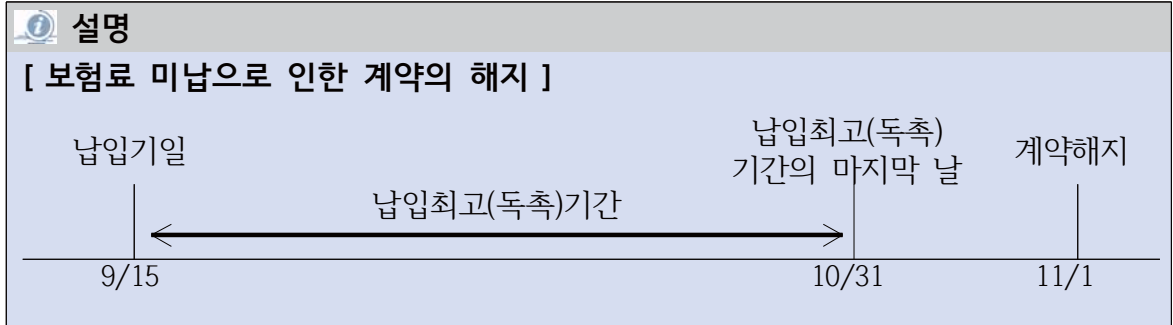 설명
[ 보험료 미납으로 인한 계약의 해지 ]
납입기일
납입최고(독촉)
기간의 마지막 날
계약해지
납입최고(독촉)기간
9/15
10/31
11/1